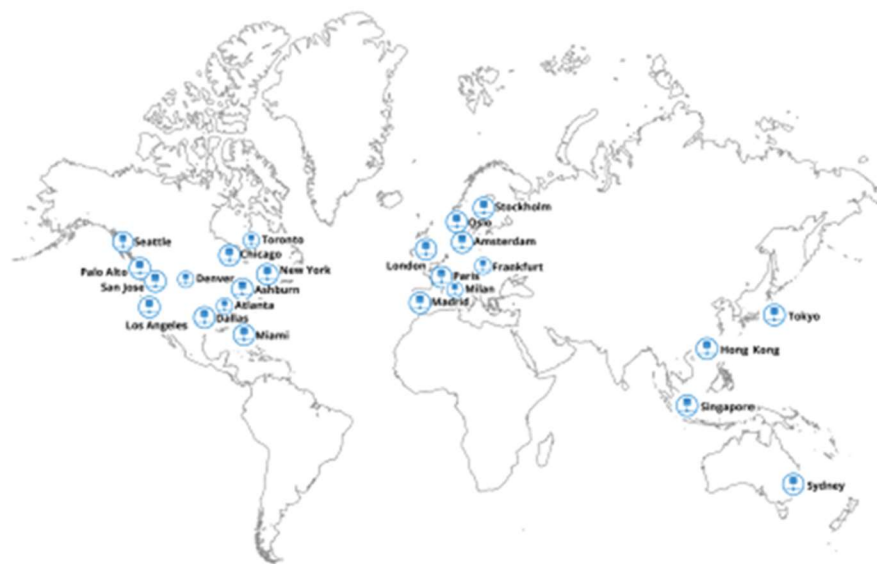 Stockholm
Oslo
Seattle
Toronto
Amsterdam
Chicago
London
Frankfurt
Palo Alto
New York
San Jose
Denver
Paris
Ashburn
Milan
Atlanta
Madrid
Los Angeles
Dallas
Tokyo
Miami
Hong Kong
Singapore
Sydney